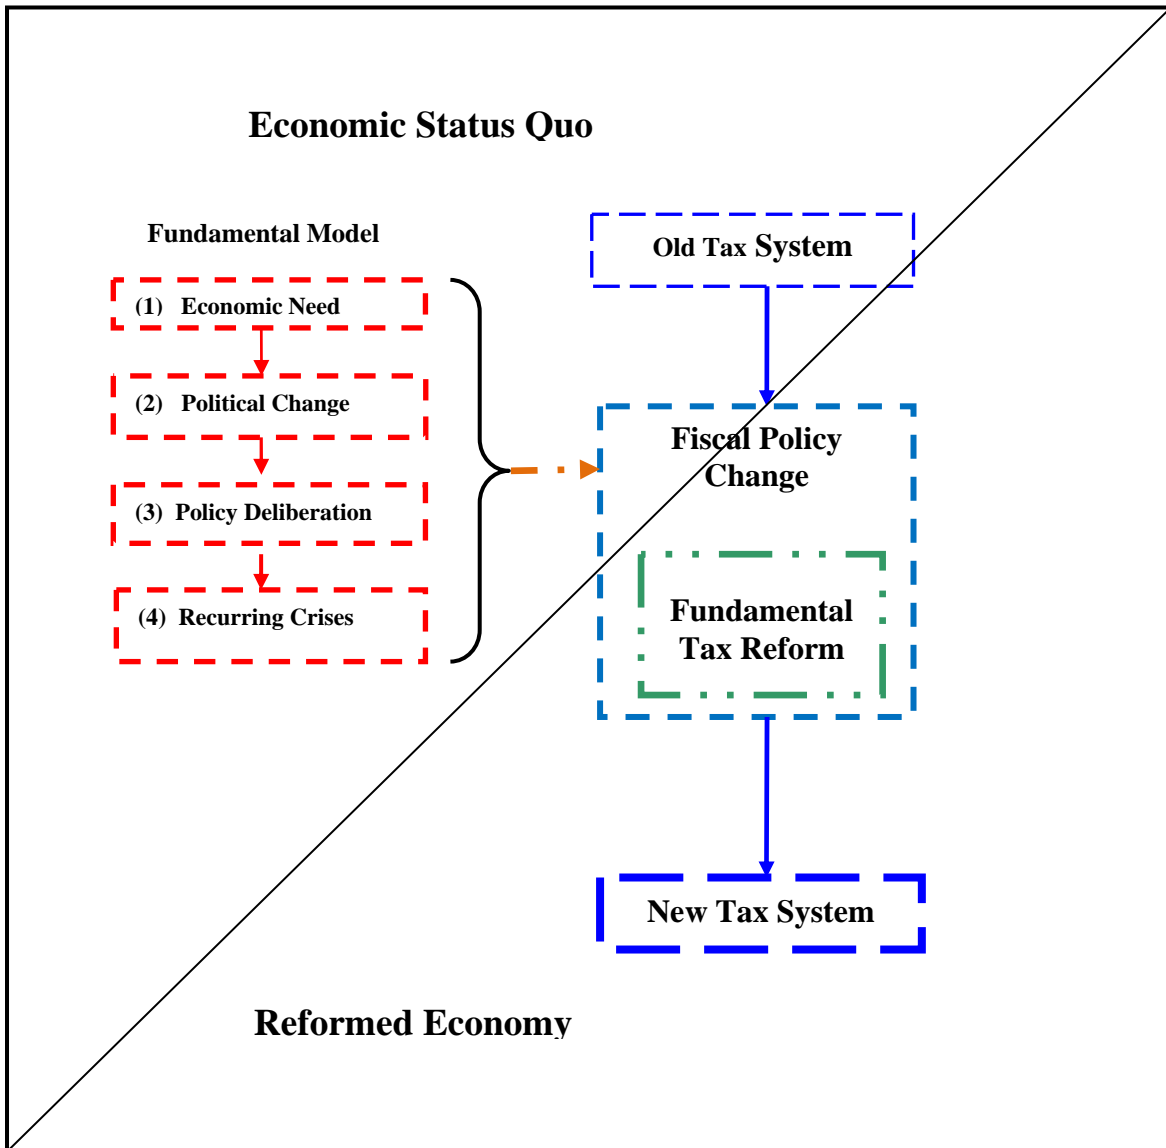 Economic Status Quo
Fundamental Model
(1) Economic Need
(2) Political Change
(3) Policy Deliberation
(4) Recurring Crises
Old Tax System
Fiscal Policy
Change
Fundamental
Tax Reform
New Tax System
Reformed Economy